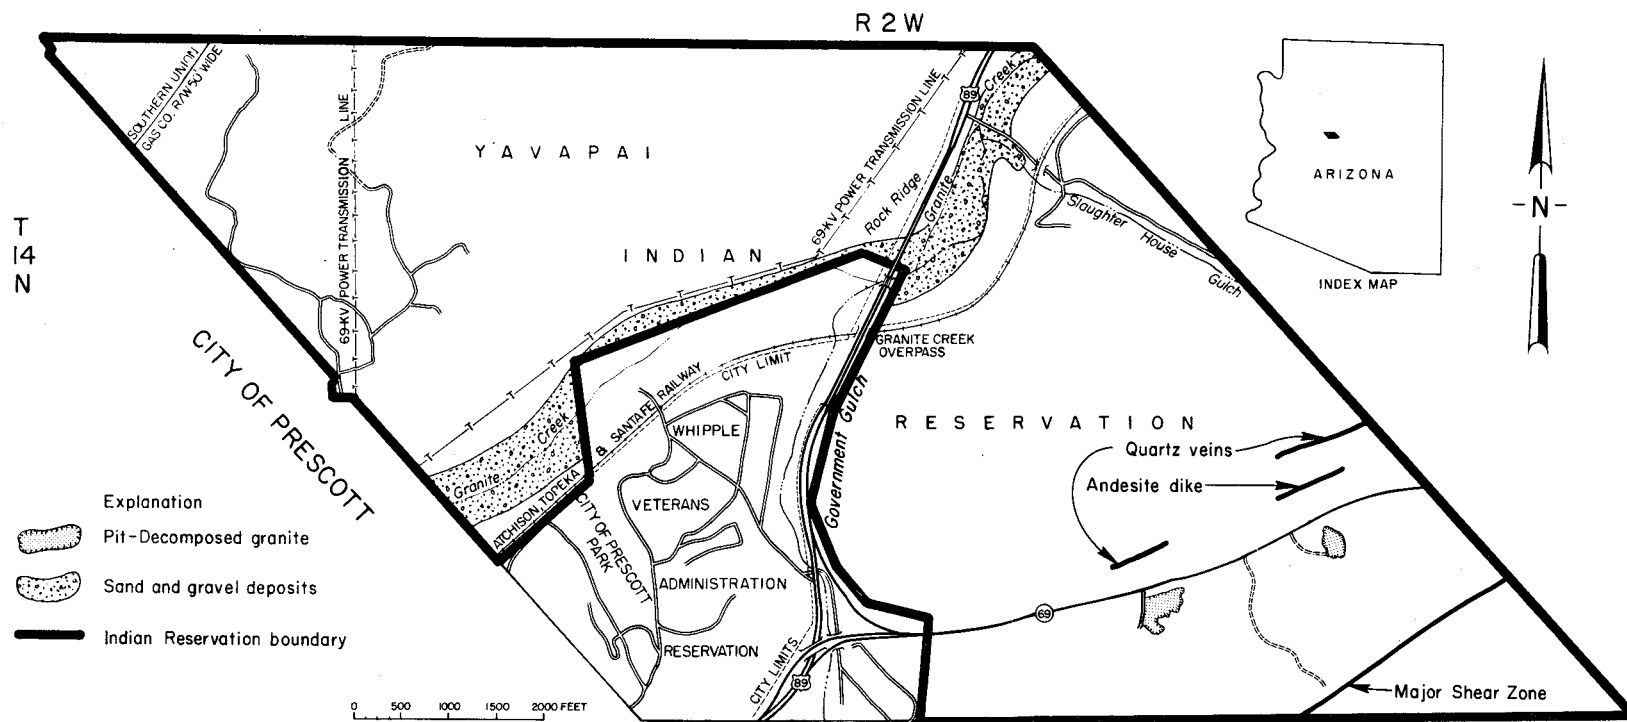 R 2 W
SOUTHERN UNION
GAS CO. R/W 50' WIDE
69-KV POWER TRANSMISSION LINE
YAVAPAI
69-KV POWER TRANSMISSION LINE
89
Creek
Rock Ridge
Granite
Slaughter House Gulch
ARIZONA
INDEX MAP
N
T
14
N
INDIAN
CITY OF PRESCOTT
GRANITE CREEK
OVERPASS
CITY LIMIT
ATCHISON, TOPEKA & SANTA FE RAILWAY
Granite Creek
Government Gulch
RESERVATION
Quartz veins
Andesite dike
WHIPPLE
VETERANS
ADMINISTRATION
RESERVATION
CITY OF PRESCOTT
PARK
CITY LIMITS
89
69
Major Shear Zone
Explanation
Pit-Decomposed granite
Sand and gravel deposits
Indian Reservation boundary
0 500 1000 2000 FEET